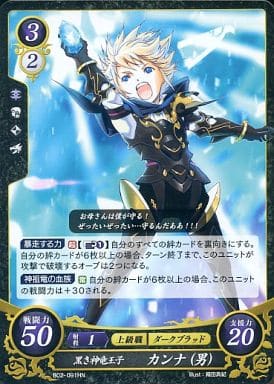 3
2
お母さんは僕が守る!
ぜったいぜったい…守るんだあぁ!!!
暴走する力 自分のすべての絆カードを裏向きにする。
自分の絆カードが6枚以上の場合、ターン終了まで、このユニットが
攻撃で破壊するオーブは2つになる。
神祖竜の血族 自分の絆カードが6枚以上の場合、このユニット
の戦闘力は+30される。
戦闘力
50
射程
1
上級職
ダークブラッド
支援力
20
黒き神竜王子 カンナ(男)